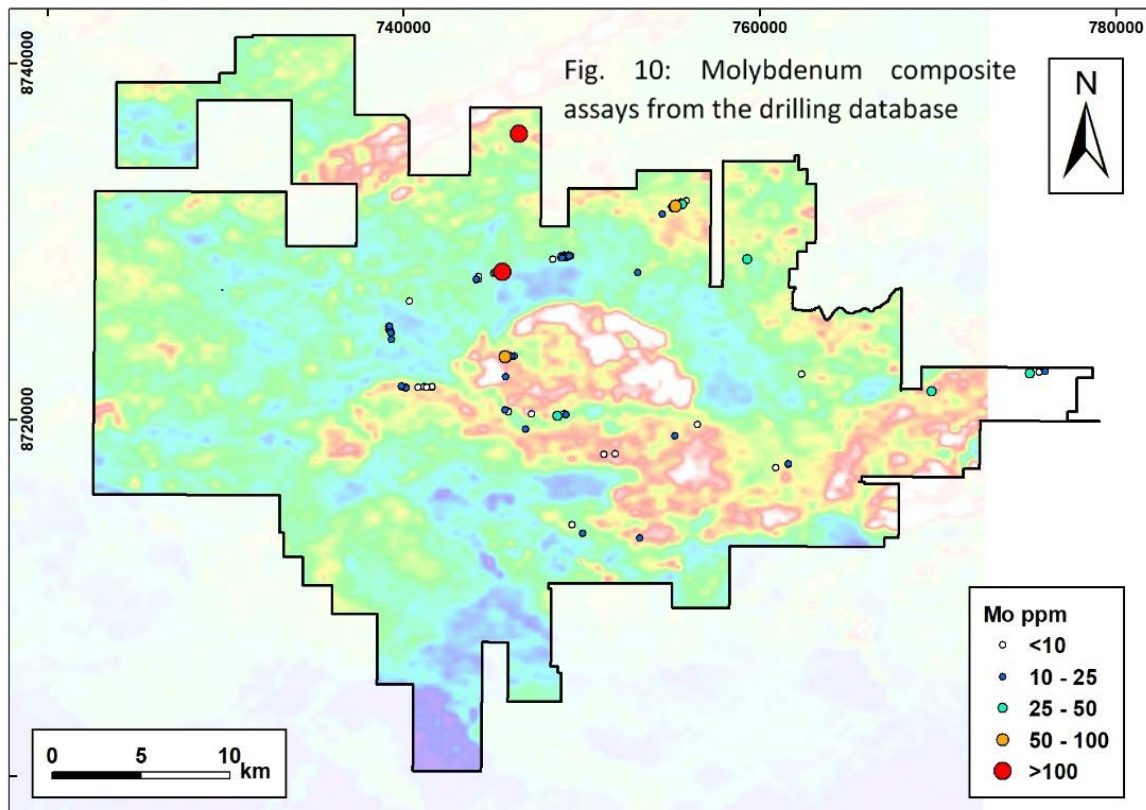 740000
760000
780000
8740000
8720000
Fig. 10: Molybdenum composite
assays from the drilling database
N
0 5 10
km
Mo ppm
<10
10 - 25
25 - 50
50 - 100
>100